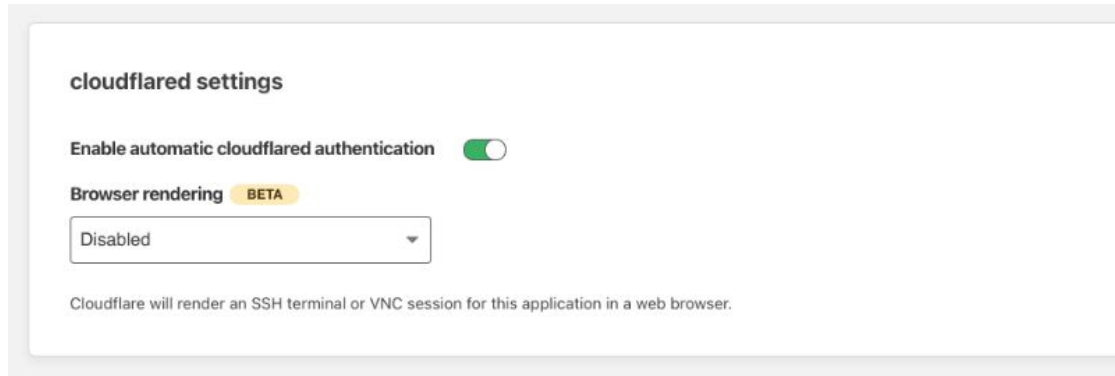 cloudflared settings
Enable automatic cloudflared authentication
Browser rendering BETA
Disabled
Cloudflare will render an SSH terminal or VNC session for this application in a web browser.